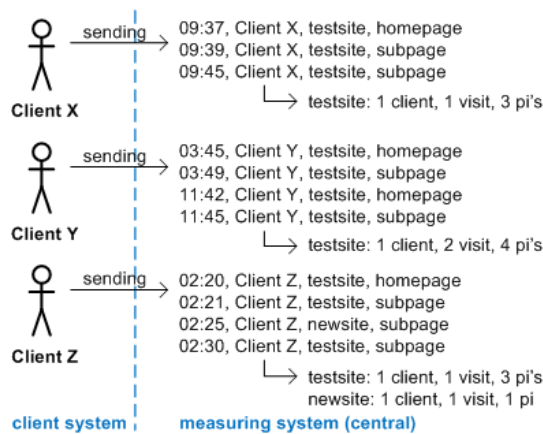 sending
09:37, Client X, testsite, homepage
09:39, Client X, testsite, subpage
09:45, Client X, testsite, subpage
Client X
testsite: 1 client, 1 visit, 3 pi's
sending
03:45, Client Y, testsite, homepage
03:49, Client Y, testsite, subpage
11:42, Client Y, testsite, homepage
11:45, Client Y, testsite, subpage
Client Y
testsite: 1 client, 2 visit, 4 pi's
sending
02:20, Client Z, testsite, homepage
02:21, Client Z, testsite, subpage
02:25, Client Z, newsite, subpage
02:30, Client Z, testsite, subpage
Client Z
testsite: 1 client, 1 visit, 3 pi's
newsite: 1 client, 1 visit, 1 pi
client system
measuring system (central)